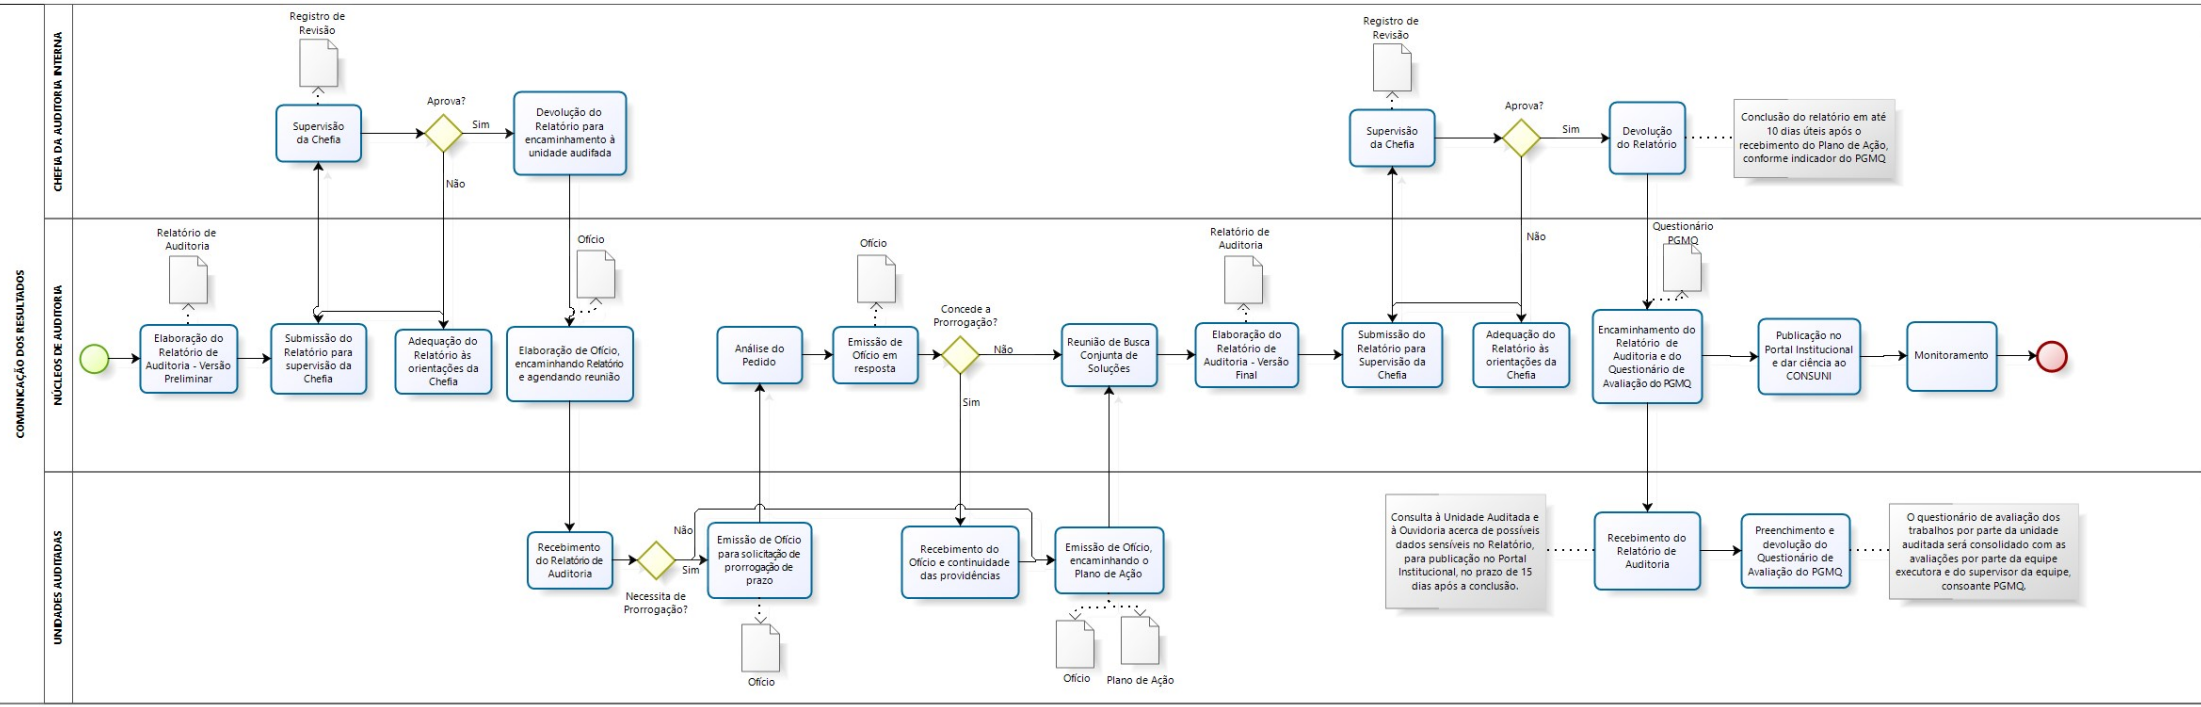 COMUNICAÇÃO DOS RESULTADOS
CHEFIA DA AUDITORIA INTERNA
Registro de
Revisão
Supervisão
da Chefia
Aprova?
Sim
Não
Devolução do
Relatório para
encaminhamento à
unidade audifada
Registro de
Revisão
Supervisão
da Chefia
Aprova?
Sim
Não
Devolução
do Relatório
Conclusão do relatório em até
10 dias úteis após o
recebimento do Plano de Ação,
conforme indicador do PGMQ
NÚCLEOS DE AUDITORIA
Relatório de
Auditoria
Elaboração do
Relatório de
Auditoria - Versão
Preliminar
Submissão do
Relatório para
supervisão da
Chefia
Adequação do
Relatório às
orientações da
Chefia
Ofício
Elaboração de Ofício,
encaminhando Relatório
e agendando reunião
Análise do
Pedido
Ofício
Emissão de
Ofício em
resposta
Concede a
Prorrogação?
Não
Sim
Reunião de Busca
Conjunta de
Soluções
Relatório de
Auditoria
Elaboração do
Relatório de
Auditoria - Versão
Final
Submissão do
Relatório para
Supervisão da
Chefia
Adequação do
Relatório às
orientações da
Chefia
Questionário
PGMQ
Encaminhamento do
Relatório de
Auditoria e do
Questionário de
Avaliação do PGMQ
Publicação no
Portal Institucional
e dar ciência ao
CONSUNI
Monitoramento
UNIDADES AUDITADAS
Recebimento
do Relatório de
Auditoria
Necessita de
Prorrogação?
Não
Sim
Emissão de Ofício
para solicitação de
prorrogação de
prazo
Ofício
Recebimento do
Ofício e continuidade
das providências
Emissão de Ofício,
encaminhando o
Plano de Ação
Ofício
Plano de Ação
Consulta à Unidade Auditada e
à Ouvidoria acerca de possíveis
dados sensíveis no Relatório,
para publicação no Portal
Institucional, no prazo de 15
dias após a conclusão.
Recebimento do
Relatório de
Auditoria
Preenchimento e
devolução do
Questionário de
Avaliação do PGMQ
O questionário de avaliação dos
trabalhos por parte da unidade
auditada será consolidado com as
avaliações por parte da equipe
executora e do supervisor da equipe,
consoante PGMQ.